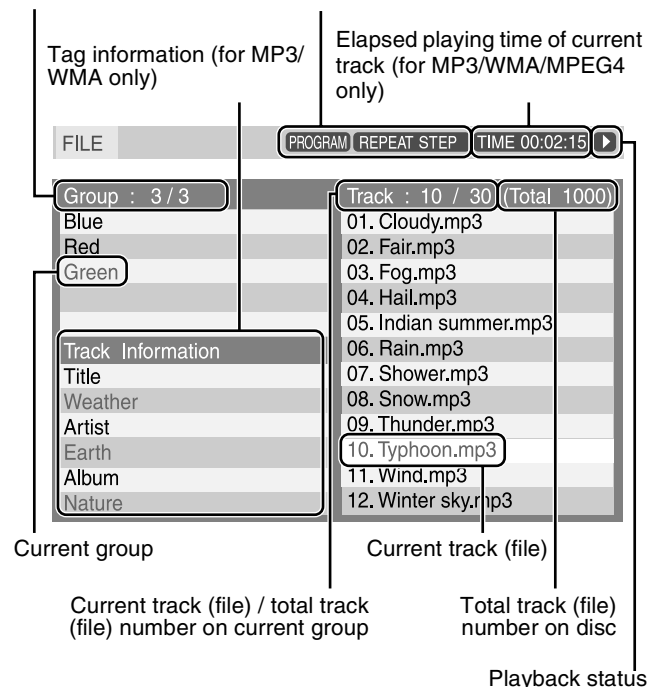 Tag information (for MP3/
WMA only)
Elapsed playing time of current
track (for MP3/WMA/MPEG4
only)
FILE
PROGRAM REPEAT STEP TIME 00:02:15
Group : 3 / 3
Blue
Red
Green
Track Information
Title
Weather
Artist
Earth
Album
Nature
Track : 10 / 30 (Total 1000)
01. Cloudy.mp3
02. Fair.mp3
03. Fog.mp3
04. Hail.mp3
05. Indian summer.mp3
06. Rain.mp3
07. Shower.mp3
08. Snow.mp3
09. Thunder.mp3
10. Typhoon.mp3
11. Wind.mp3
12. Winter sky.mp3
Current group
Current track (file)
Current track (file) / total track
(file) number on current group
Total track (file)
number on disc
Playback status